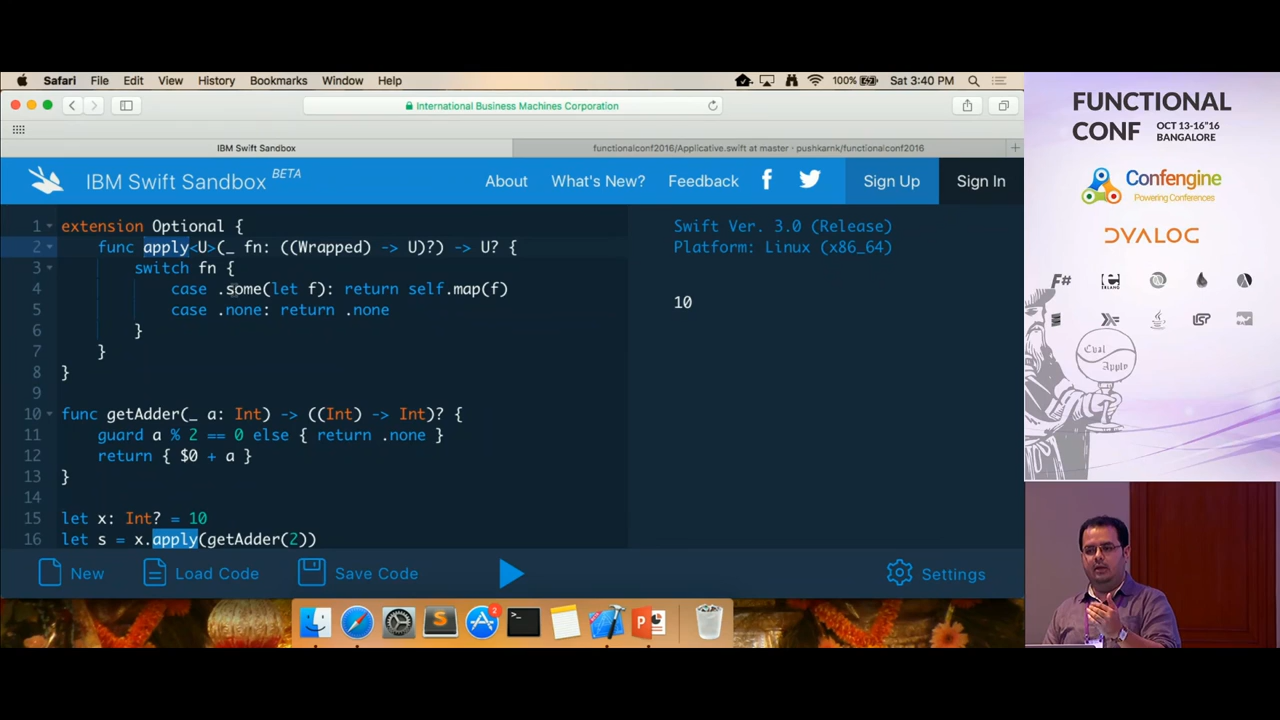 Safari File Edit View History Bookmarks Window Help 100% Sat 3:40 PM
International Business Machines Corporation
IBM Swift Sandbox functionalconf2016/Applicative.swift at master · pushkarnk/functionalconf2016
IBM Swift Sandbox BETA About What's New? Feedback Sign Up Sign In
1 extension Optional {
2 func apply<U>(_ fn: ((Wrapped) -> U)?) -> U? {
3 switch fn {
4 case .some(let f): return self.map(f)
5 case .none: return .none
6 }
7 }
8 }
9
10 func getAdder(_ a: Int) -> ((Int) -> Int)? {
11 guard a % 2 == 0 else { return .none }
12 return { $0 + a }
13 }
14
15 let x: Int? = 10
16 let s = x.apply(getAdder(2))
Swift Ver. 3.0 (Release)
Platform: Linux (x86_64)
10
New Load Code Save Code Settings
2
FUNCTIONAL
CONF OCT 13-16"16
BANGALORE
Confengine
Powering Conferences
DYALOG
F#
ERLANG
LISP
Eval
Apply